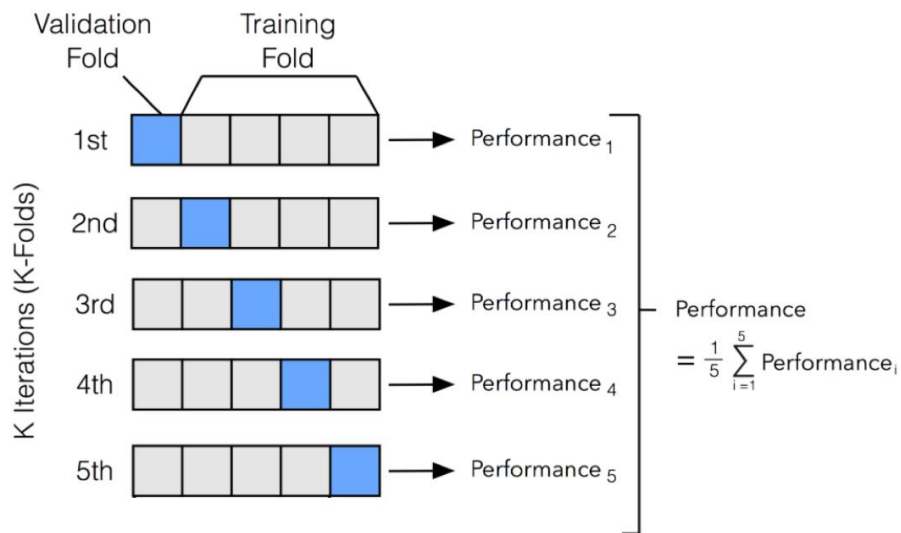 Validation
Fold
Training
Fold
K Iterations (K-Folds)
1st
Performance 1
2nd
Performance 2
3rd
Performance 3
4th
Performance 4
5th
Performance 5
Performance
= 1/5 5∑i=1 Performance i